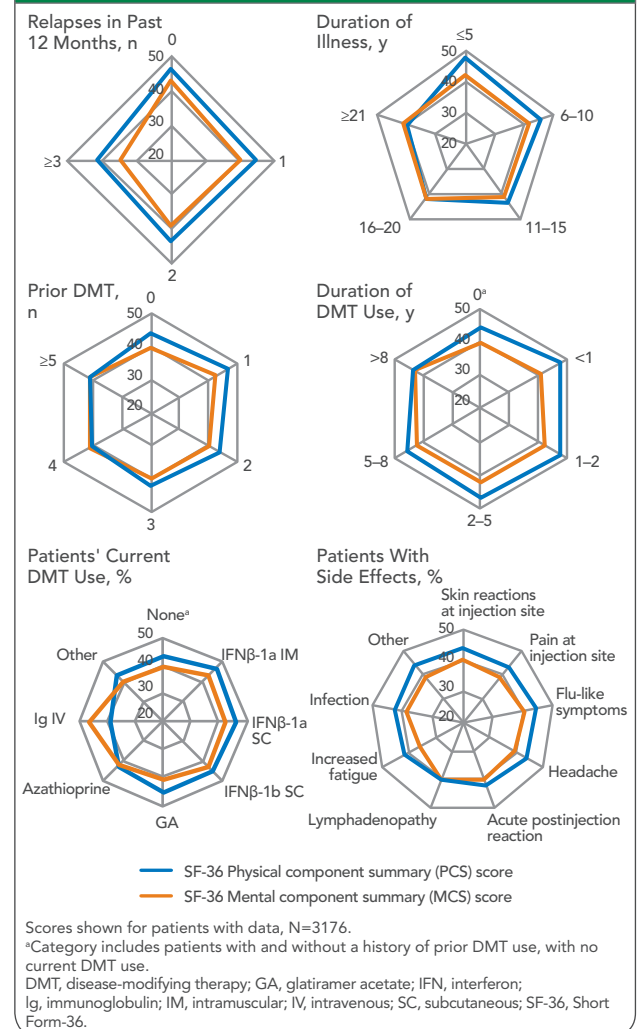 Relapses in Past
12 Months, n
0
50
40
30
20
≥3
1
2
Duration of
Illness, y
≤5
50
40
30
20
≥21
6–10
16–20
11–15
Prior DMT,
n
0
50
40
30
20
≥5
1
4
2
3
Duration of
DMT Use, y
0ᵃ
50
40
30
20
>8
<1
5–8
1–2
2–5
Patients' Current
DMT Use, %
Noneᵃ
50
40
30
20
Other
IFNβ-1a IM
Ig IV
IFNβ-1a
SC
Azathioprine
IFNβ-1b SC
GA
Patients With
Side Effects, %
Skin reactions
at injection site
50
40
30
20
Other
Pain at
injection site
Infection
Flu-like
symptoms
Increased
fatigue
Headache
Lymphadenopathy
Acute postinjection
reaction
SF-36 Physical component summary (PCS) score
SF-36 Mental component summary (MCS) score
Scores shown for patients with data, N=3176.
ᵃCategory includes patients with and without a history of prior DMT use, with no
current DMT use.
DMT, disease-modifying therapy; GA, glatiramer acetate; IFN, interferon;
Ig, immunoglobulin; IM, intramuscular; IV, intravenous; SC, subcutaneous; SF-36, Short
Form-36.